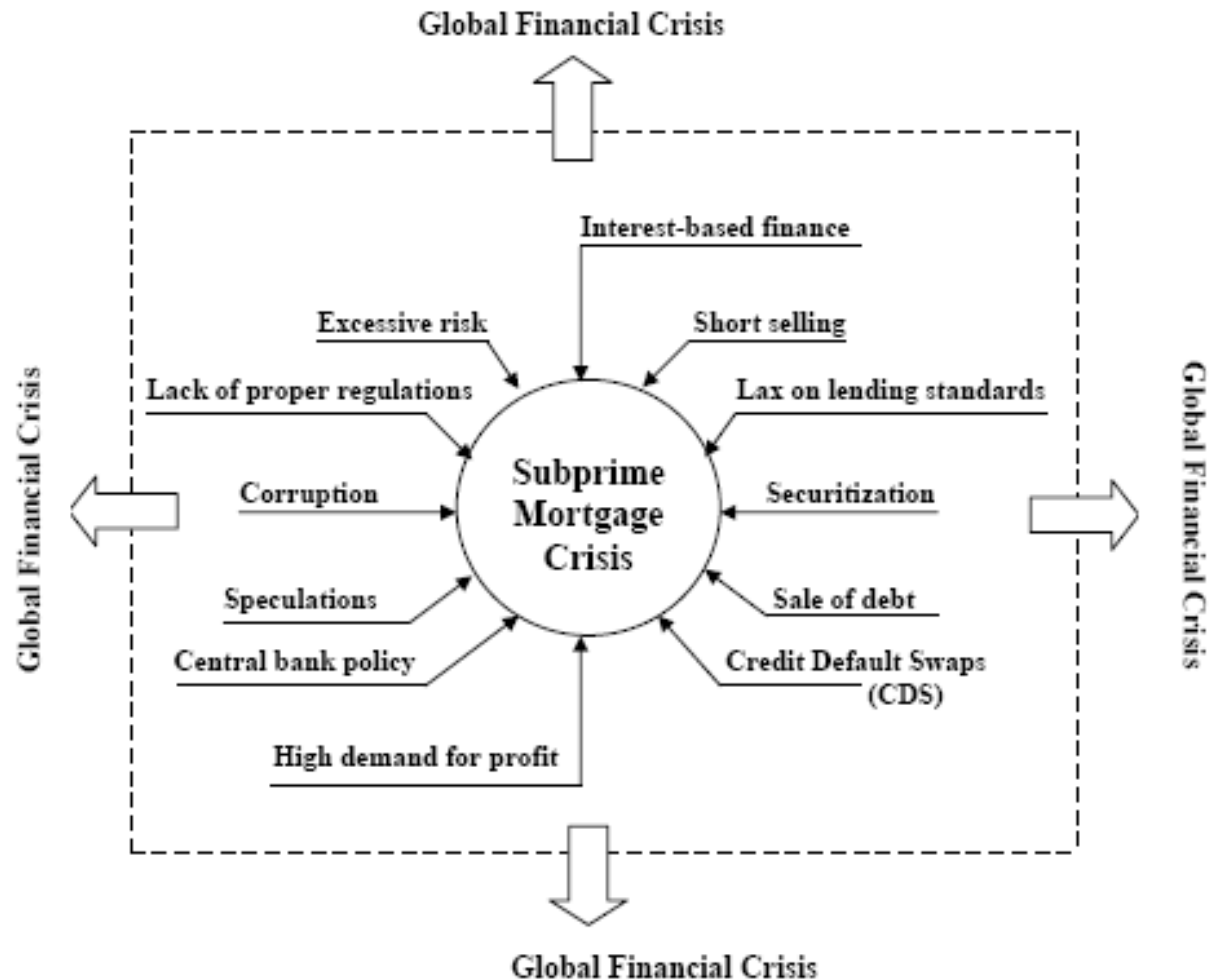 Global Financial Crisis
Interest-based finance
Excessive risk
Short selling
Lack of proper regulations
Lax on lending standards
Global Financial Crisis
Global Financial Crisis
Subprime
Mortgage
Crisis
Corruption
Securitization
Speculations
Sale of debt
Central bank policy
Credit Default Swaps
(CDS)
High demand for profit
Global Financial Crisis